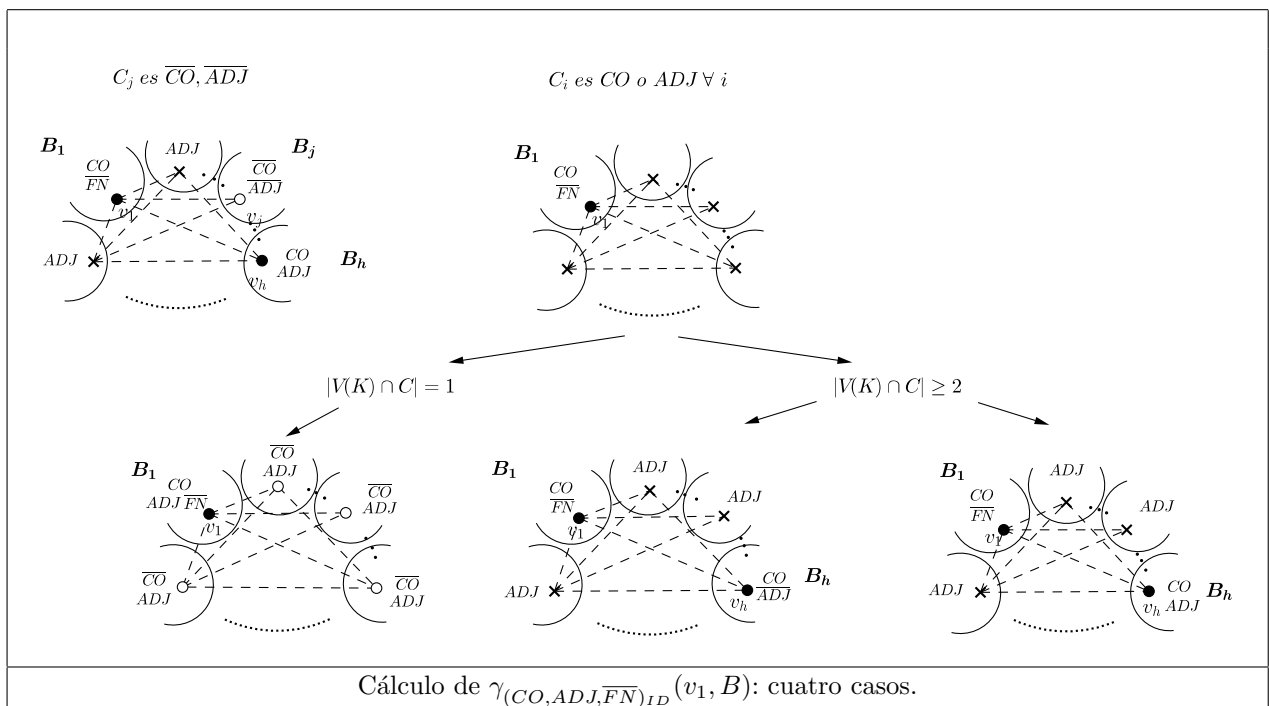 C_j es \overline{CO}, \overline{ADJ}
C_i es CO o ADJ ∀ i
B_1
CO
\overline{FN}
v_1
ADJ
B_j
\overline{CO}
\overline{ADJ}
v_j
ADJ
CO
ADJ
v_h
B_h
B_1
CO
\overline{FN}
v_1
|V(K) ∩ C| = 1
|V(K) ∩ C| ≥ 2
B_1
CO
ADJ \overline{FN}
v_1
\overline{CO}
ADJ
\overline{CO}
ADJ
\overline{CO}
ADJ
\overline{CO}
ADJ
B_1
CO
\overline{FN}
v_1
ADJ
ADJ
ADJ
CO
\overline{ADJ}
v_h
B_h
B_1
CO
\overline{FN}
v_1
ADJ
ADJ
ADJ
CO
ADJ
v_h
B_h
Cálculo de γ_{(CO,ADJ,\overline{FN})_{ID}}(v_1, B): cuatro casos.